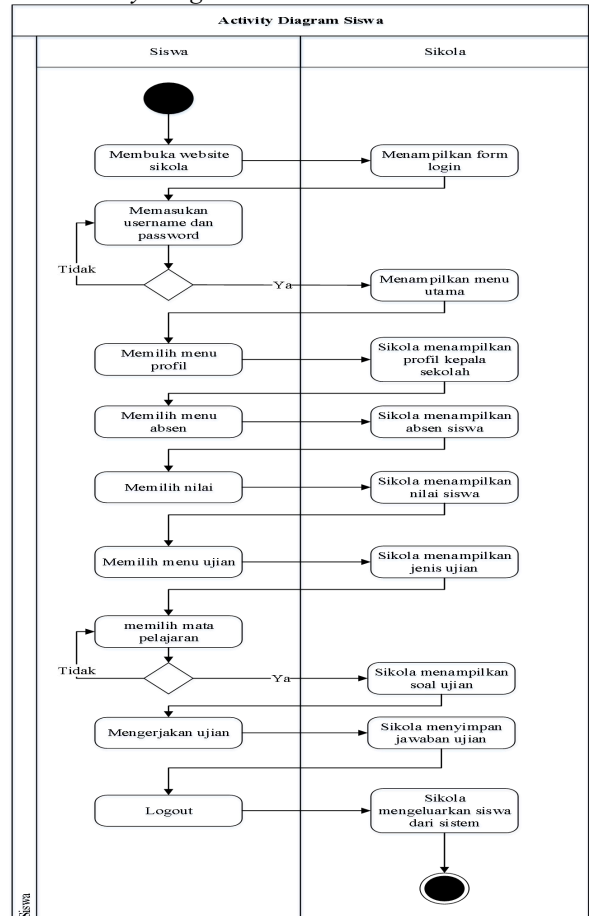 Activity Diagram Siswa
Siswa
Sikola
Membuka website
sikola
Menampilkan form
login
Memasukan
username dan
password
Tidak
Ya
Menampilkan menu
utama
Memilih menu
profil
Sikola menampilkan
profil kepala
sekolah
Memilih menu
absen
Sikola menampilkan
absen siswa
Memilih nilai
Sikola menampilkan
nilai siswa
Memilih menu ujian
Sikola menampilkan
jenis ujian
memilih mata
pelajaran
Tidak
Ya
Sikola menampilkan
soal ujian
Mengerjakan ujian
Sikola menyimpan
jawaban ujian
Logout
Sikola
mengeluarkan siswa
dari sistem
Siswa